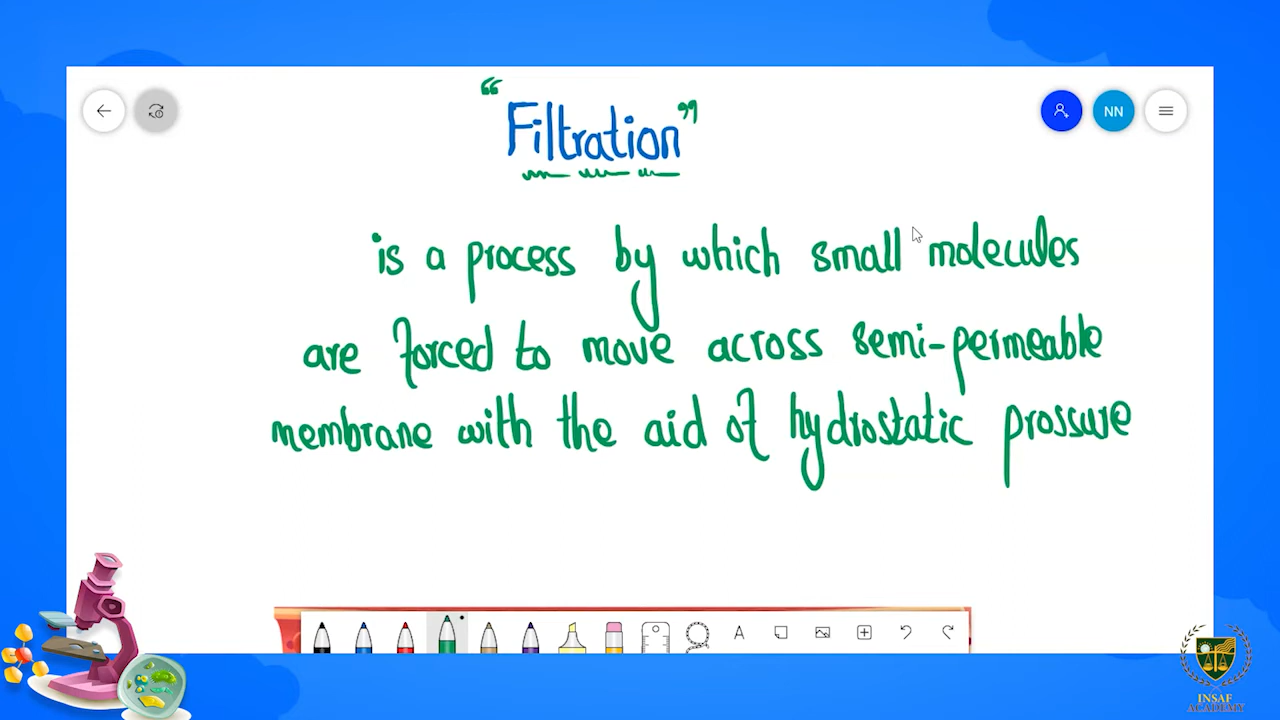 “Filtration”
NN
is a process by which small molecules
are forced to move across semi-permeable
membrane with the aid of hydrostatic prossure
A
INSAF
ACADEMY